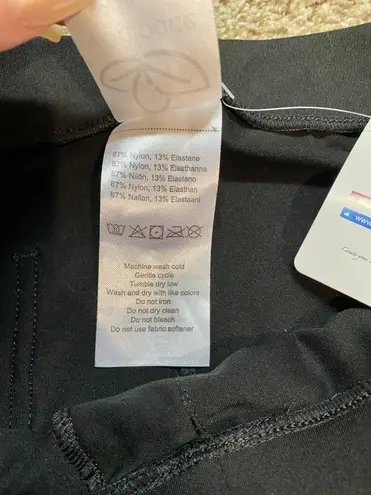 87% Nylon, 13% Elastane
87% Nylon, 13% Elasthanne
87% Nilón, 13% Elastano
87% Nylon, 13% Elasthan
87% Nailon, 13% Elastaani
Machine wash cold
Gentle cycle
Tumble dry low
Wash and dry with like colors
Do not iron
Do not dry clean
Do not bleach
Do not use fabric softener
www